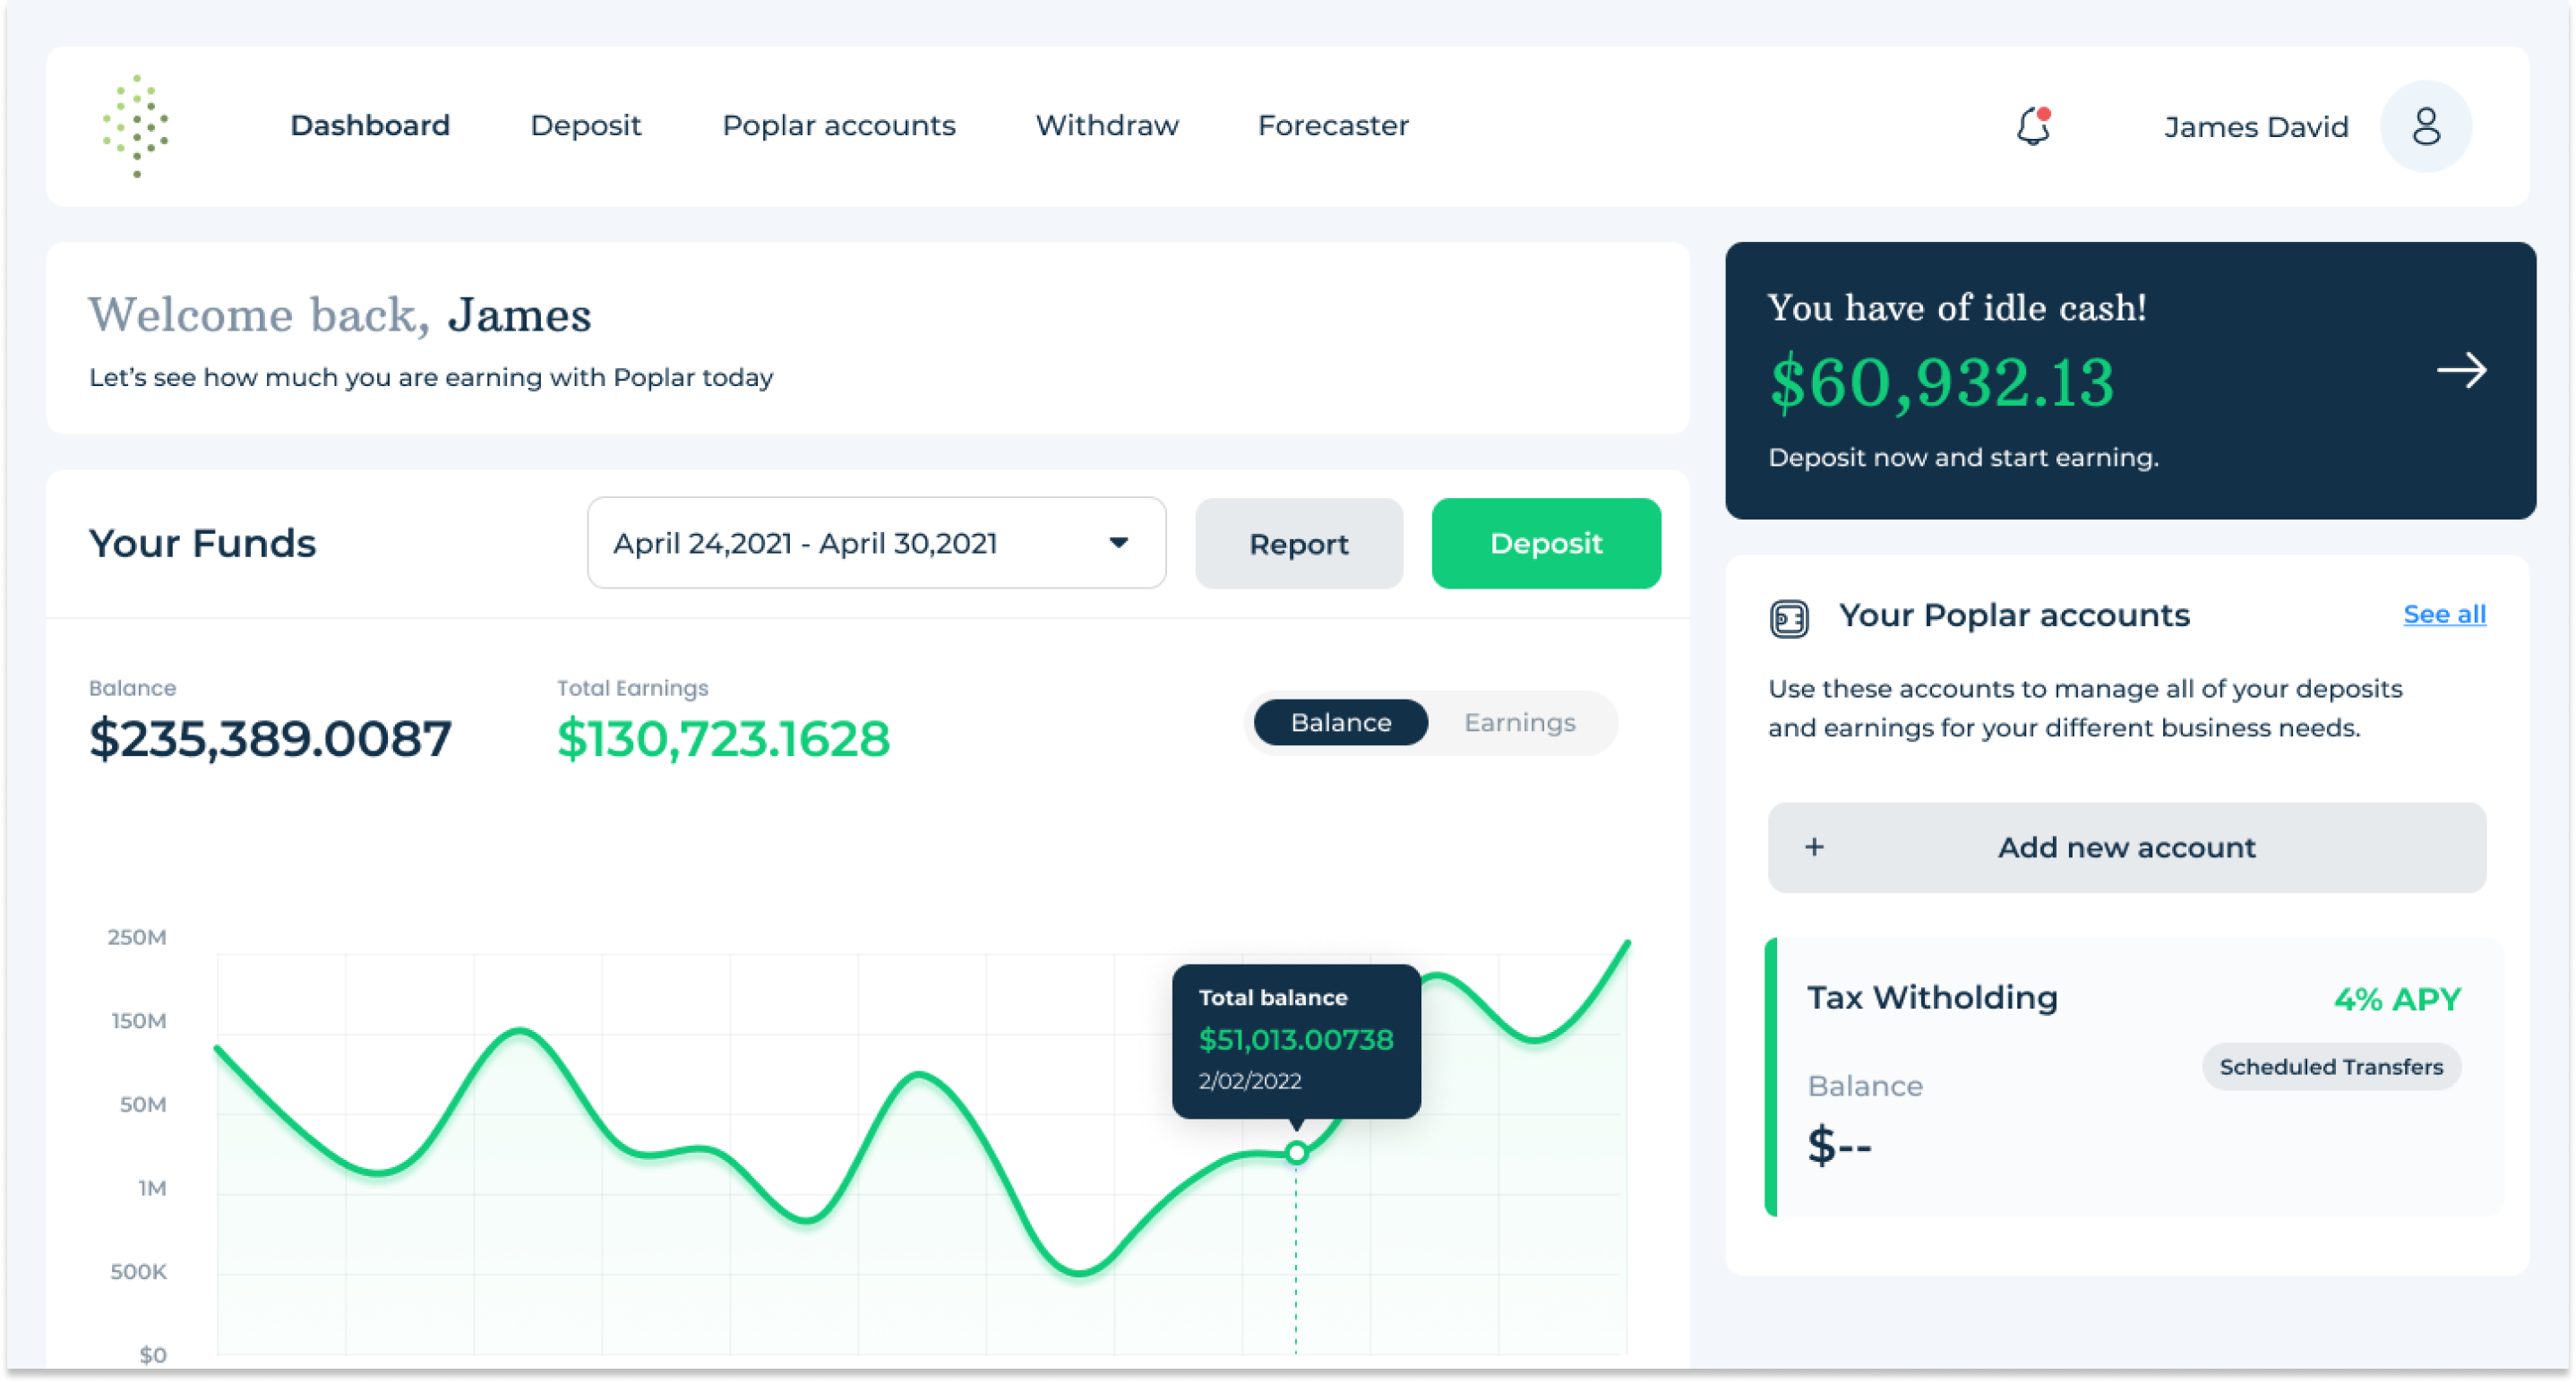 Dashboard
Deposit
Poplar accounts
Withdraw
Forecaster
James David
Welcome back, James
Let's see how much you are earning with Poplar today
You have of idle cash!
$60,932.13
Deposit now and start earning.
Your Funds
April 24,2021 - April 30,2021
Report
Deposit
Balance
$235,389.0087
Total Earnings
$130,723.1628
Balance
Earnings
250M
150M
50M
1M
500K
$0
Total balance
$51,013.00738
2/02/2022
Your Poplar accounts
See all
Use these accounts to manage all of your deposits
and earnings for your different business needs.
+ Add new account
Tax Witholding
4% APY
Scheduled Transfers
Balance
$--